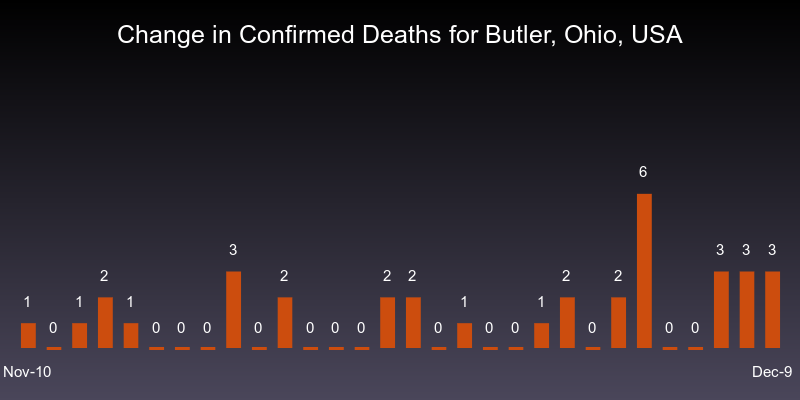 Change in Confirmed Deaths for Butler, Ohio, USA
6
3 3 3 3
2 2 2 2 2 2
1 1 1 1 1
0 0 0 0 0 0 0 0 0 0 0 0 0 0
Nov-10 Dec-9